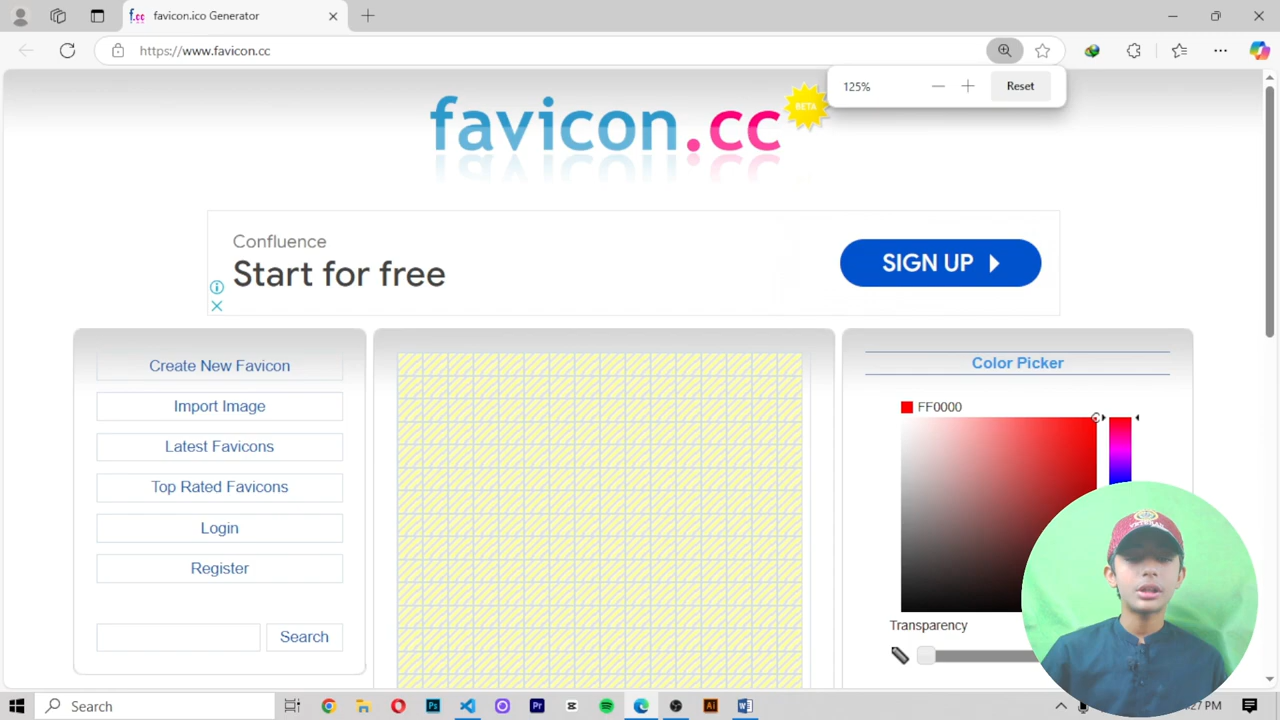 f.cc favicon.ico Generator
https://www.favicon.cc
125%
Reset
favicon.cc
BETA
Confluence
Start for free
SIGN UP
Create New Favicon
Import Image
Latest Favicons
Top Rated Favicons
Login
Register
Search
Color Picker
FF0000
Transparency
Search